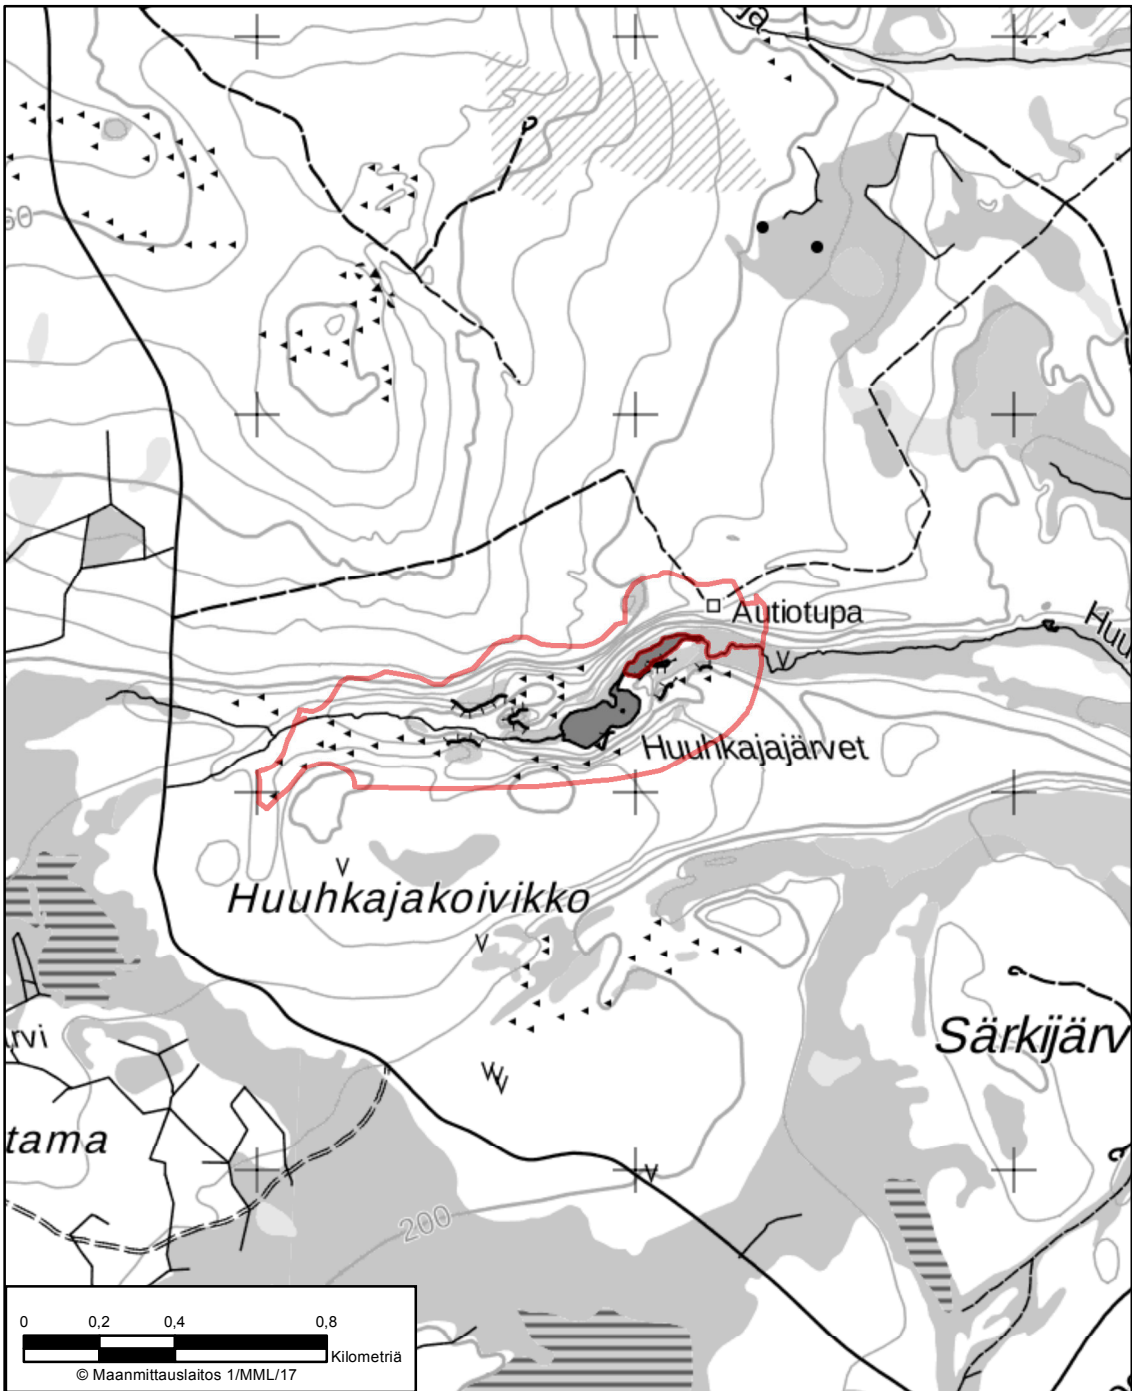 60
Autiotupa
Huu
Huuhkajajärvet
Huuhkajakoivikko
rvi
Särkijärv
tama
200
0 0,2 0,4 0,8
Kilometriä
© Maanmittauslaitos 1/MML/17